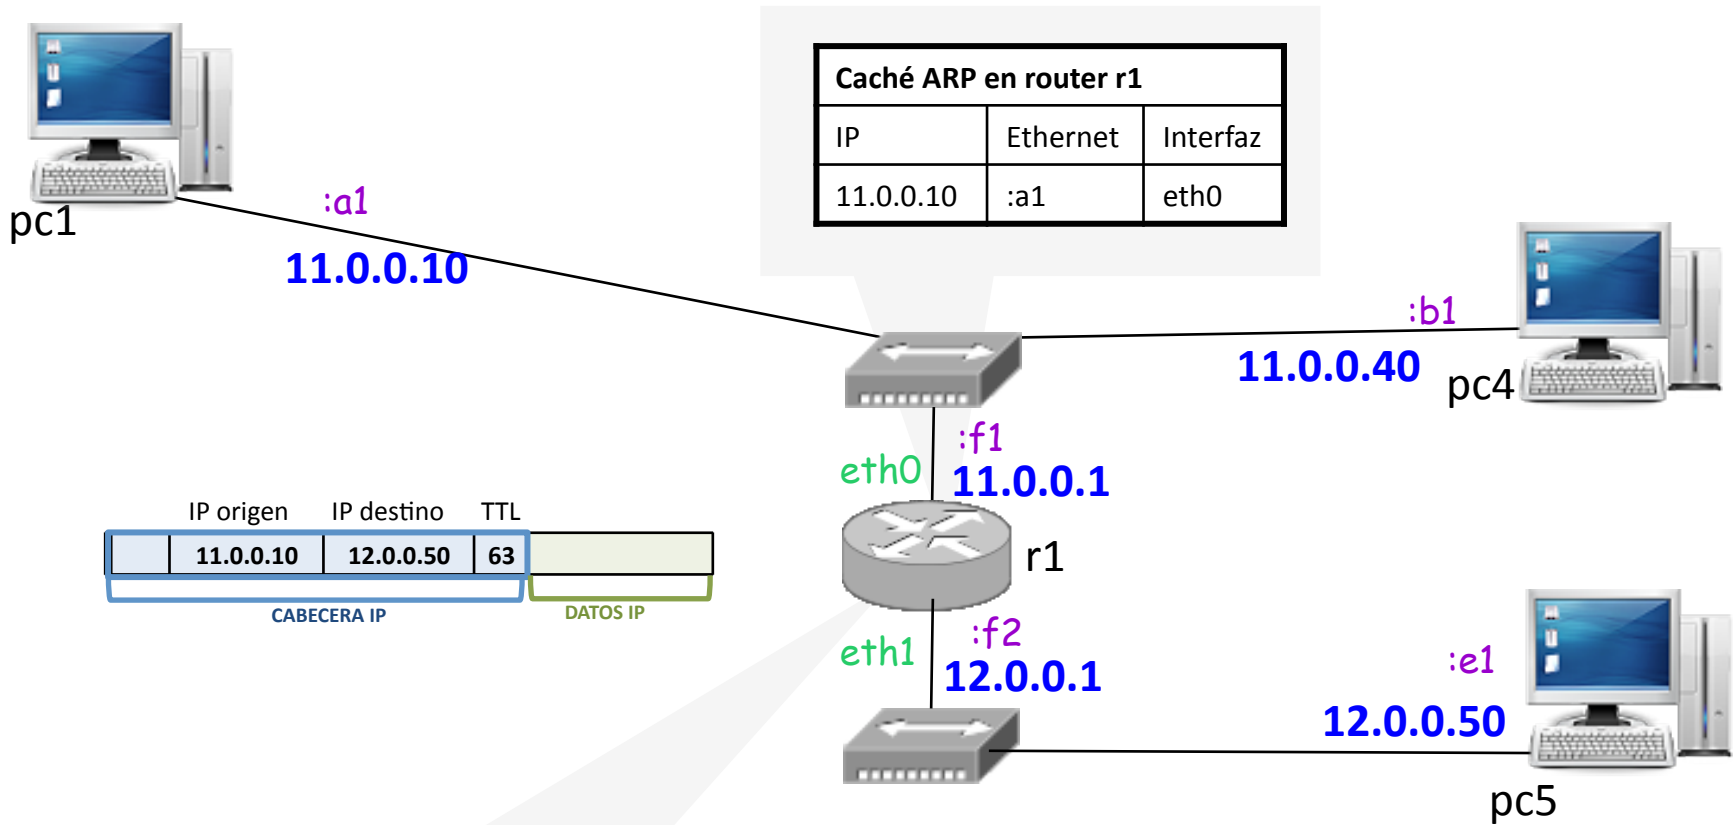 Caché ARP en router r1
IP Ethernet Interfaz
11.0.0.10 :a1 eth0
:a1
pc1
11.0.0.10
:b1
11.0.0.40
pc4
:f1
eth0
11.0.0.1
IP origen IP destino TTL
11.0.0.10 12.0.0.50 63
CABECERA IP DATOS IP
r1
:f2
eth1
12.0.0.1
:e1
12.0.0.50
pc5